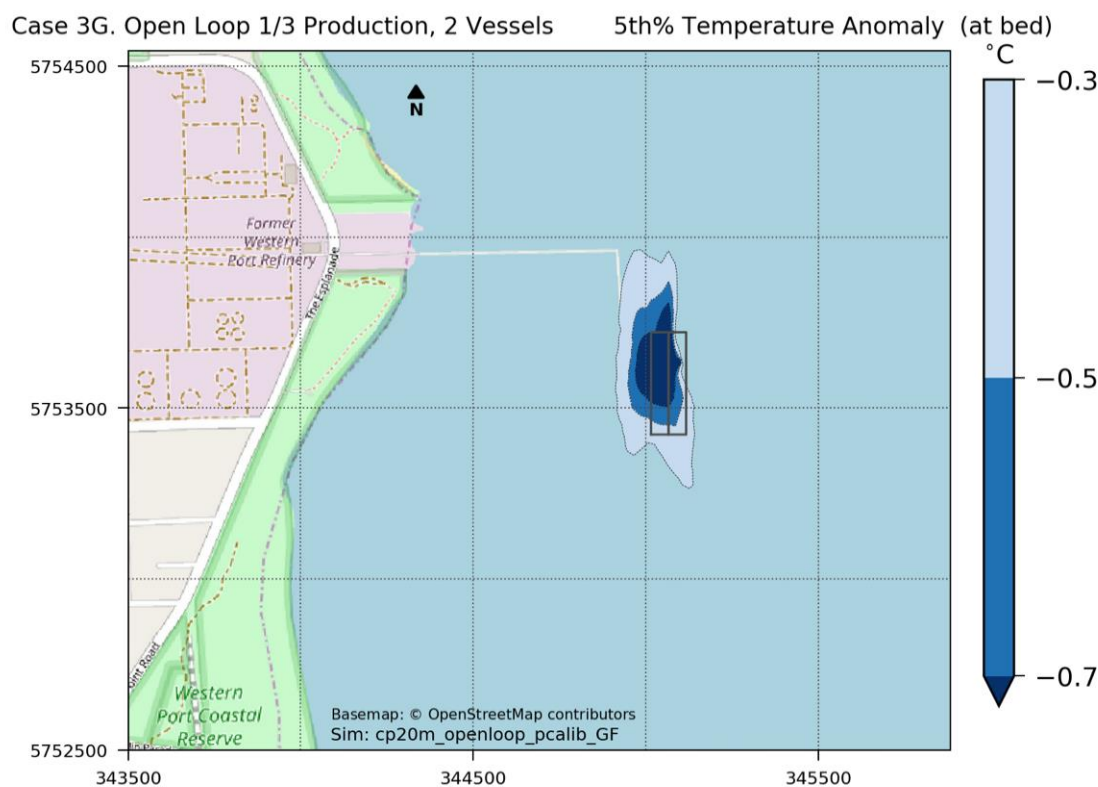 Case 3G. Open Loop 1/3 Production, 2 Vessels
5th% Temperature Anomaly (at bed)
°C
5754500
N
−0.3
Former
Western
Port Refinery
The Esplanade
5753500
−0.5
−0.7
Western
Port Coastal
Reserve
oint Road
Basemap: © OpenStreetMap contributors
Sim: cp20m_openloop_pcalib_GF
5752500
343500
344500
345500